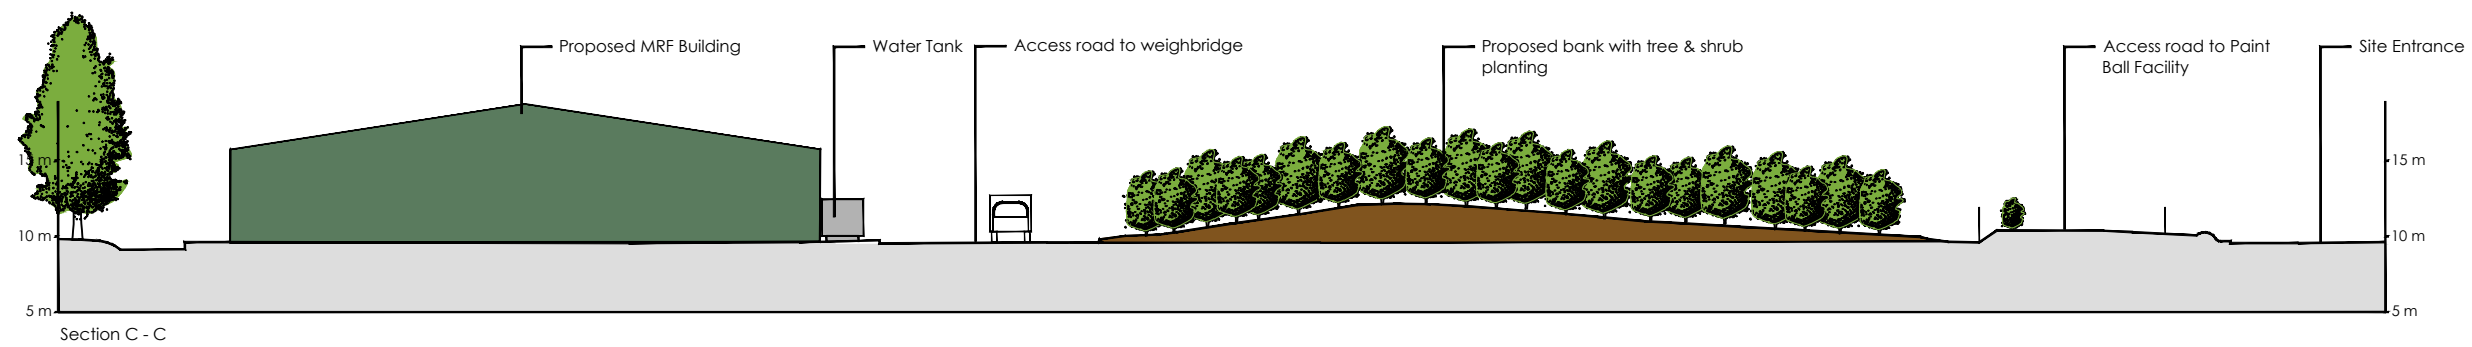 Proposed MRF Building
Water Tank
Access road to weighbridge
Proposed bank with tree & shrub
planting
Access road to Paint
Ball Facility
Site Entrance
15 m
15 m
10 m
10 m
5 m
5 m
Section C - C